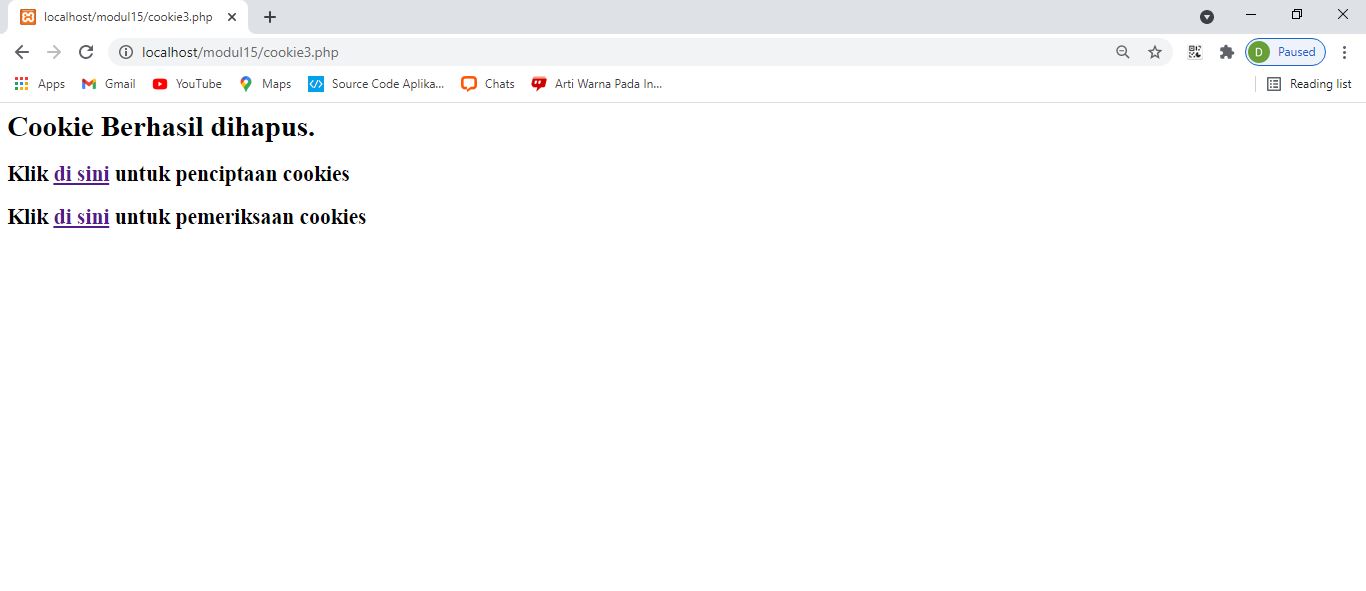 localhost/modul15/cookie3.php
localhost/modul15/cookie3.php
D Paused
Apps Gmail YouTube Maps Source Code Aplika... Chats Arti Warna Pada In... Reading list
Cookie Berhasil dihapus.
Klik di sini untuk penciptaan cookies
Klik di sini untuk pemeriksaan cookies